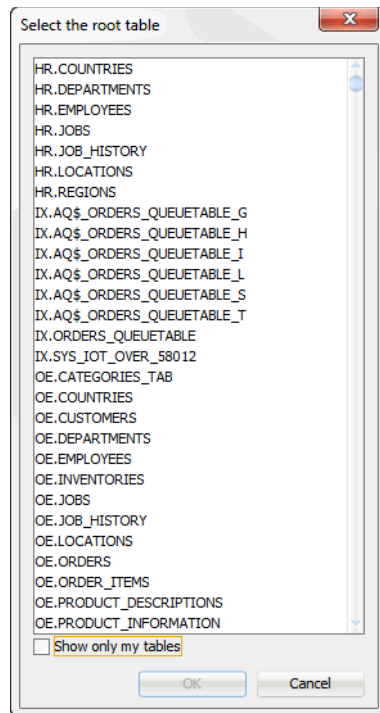 Select the root table
HR.COUNTRIES
HR.DEPARTMENTS
HR.EMPLOYEES
HR.JOBS
HR.JOB_HISTORY
HR.LOCATIONS
HR.REGIONS
IX.AQ$_ORDERS_QUEUETABLE_G
IX.AQ$_ORDERS_QUEUETABLE_H
IX.AQ$_ORDERS_QUEUETABLE_I
IX.AQ$_ORDERS_QUEUETABLE_L
IX.AQ$_ORDERS_QUEUETABLE_S
IX.AQ$_ORDERS_QUEUETABLE_T
IX.ORDERS_QUEUETABLE
IX.SYS_IOT_OVER_58012
OE.CATEGORIES_TAB
OE.COUNTRIES
OE.CUSTOMERS
OE.DEPARTMENTS
OE.EMPLOYEES
OE.INVENTORIES
OE.JOBS
OE.JOB_HISTORY
OE.LOCATIONS
OE.ORDERS
OE.ORDER_ITEMS
OE.PRODUCT_DESCRIPTIONS
OE.PRODUCT_INFORMATION
Show only my tables
OK Cancel